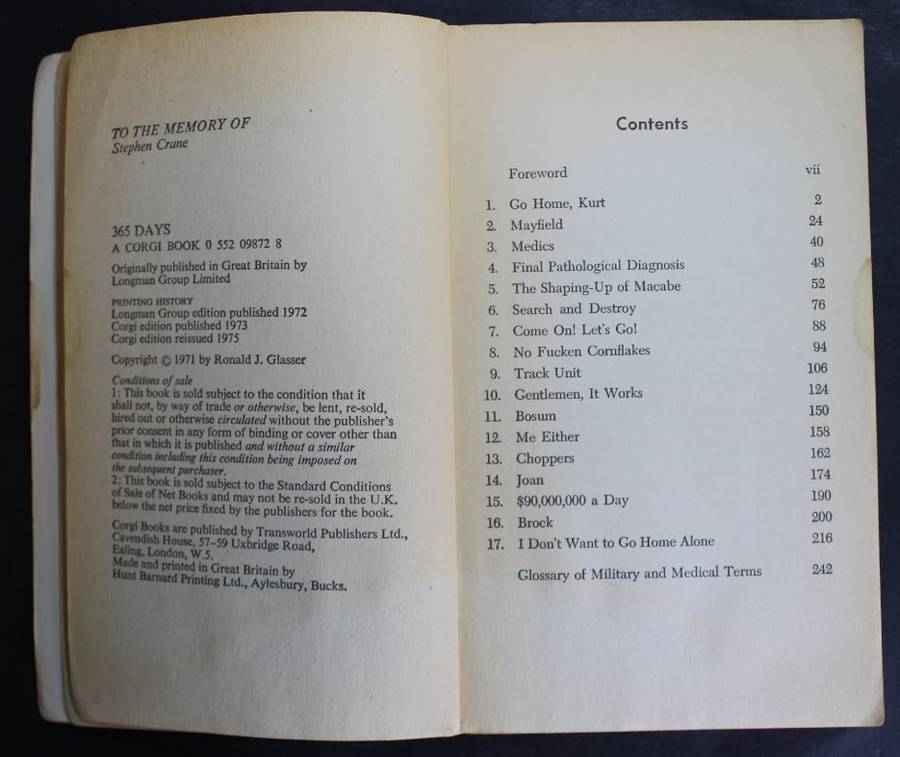 TO THE MEMORY OF
Stephen Crane
365 DAYS
A CORGI BOOK 0 552 09872 8
Originally published in Great Britain by
Longman Group Limited
PRINTING HISTORY
Longman Group edition published 1972
Corgi edition published 1973
Corgi edition reissued 1975
Copyright © 1971 by Ronald J. Glasser
Conditions of sale
1: This book is sold subject to the condition that it
shall not, by way of trade or otherwise, be lent, re-sold,
hired out or otherwise circulated without the publisher's
prior consent in any form of binding or cover other than
that in which it is published and without a similar
condition including this condition being imposed on
the subsequent purchaser.
2: This book is sold subject to the Standard Conditions
of Sale of Net Books and may not be re-sold in the U.K.
below the net price fixed by the publishers for the book.
Corgi Books are published by Transworld Publishers Ltd.,
Cavendish House, 57–59 Uxbridge Road,
Ealing, London, W.5.
Made and printed in Great Britain by
Hunt Barnard Printing Ltd., Aylesbury, Bucks.
Contents
Foreword vii
1. Go Home, Kurt 2
2. Mayfield 24
3. Medics 40
4. Final Pathological Diagnosis 48
5. The Shaping-Up of Macabe 52
6. Search and Destroy 76
7. Come On! Let's Go! 88
8. No Fucken Cornflakes 94
9. Track Unit 106
10. Gentlemen, It Works 124
11. Bosum 150
12. Me Either 158
13. Choppers 162
14. Joan 174
15. $90,000,000 a Day 190
16. Brock 200
17. I Don't Want to Go Home Alone 216
Glossary of Military and Medical Terms 242